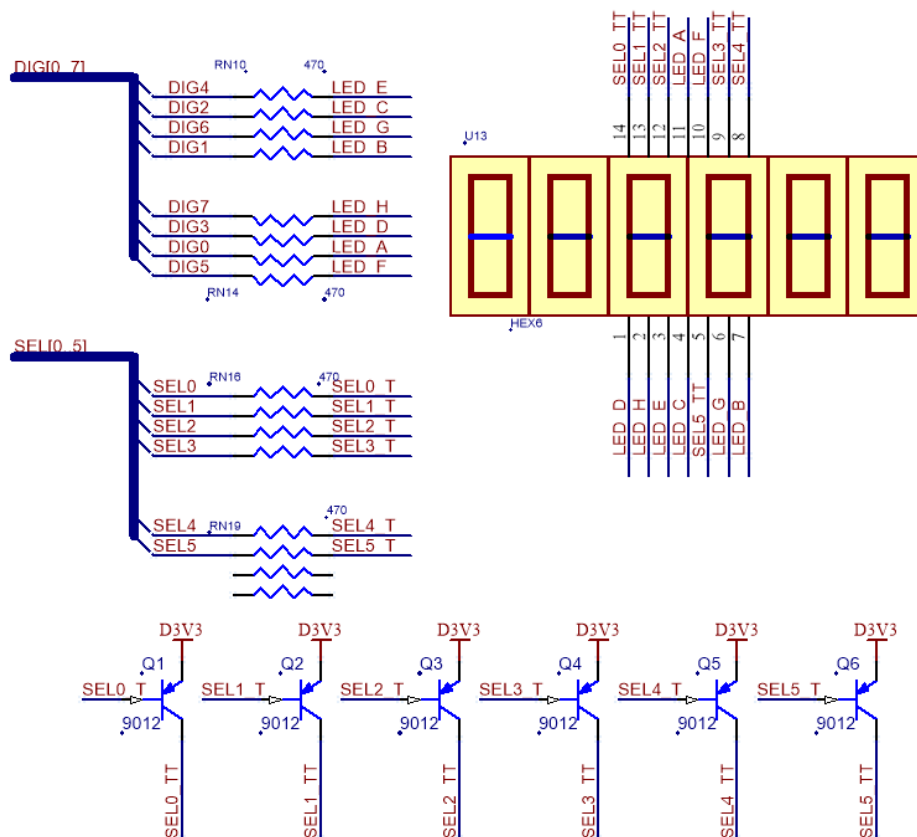 DIG[0..7]
RN10 470
DIG4 LED_E
DIG2 LED_C
DIG6 LED_G
DIG1 LED_B
DIG7 LED_H
DIG3 LED_D
DIG0 LED_A
DIG5 LED_F
RN14 470
SEL0_TT SEL1_TT SEL2_TT LED_A LED_F SEL3_TT SEL4_TT
14 13 12 11 10 9 8
U13
HEX6
1 2 3 4 5 6 7
LED_D LED_H LED_E LED_C SEL5_TT LED_G LED_B
SEL[0..5]
RN16 470
SEL0 SEL0_T
SEL1 SEL1_T
SEL2 SEL2_T
SEL3 SEL3_T
470
RN19
SEL4 SEL4_T
SEL5 SEL5_T
D3V3 D3V3 D3V3 D3V3 D3V3 D3V3
Q1 Q2 Q3 Q4 Q5 Q6
SEL0_T SEL1_T SEL2_T SEL3_T SEL4_T SEL5_T
9012 9012 9012 9012 9012 9012
SEL0_TT SEL1_TT SEL2_TT SEL3_TT SEL4_TT SEL5_TT